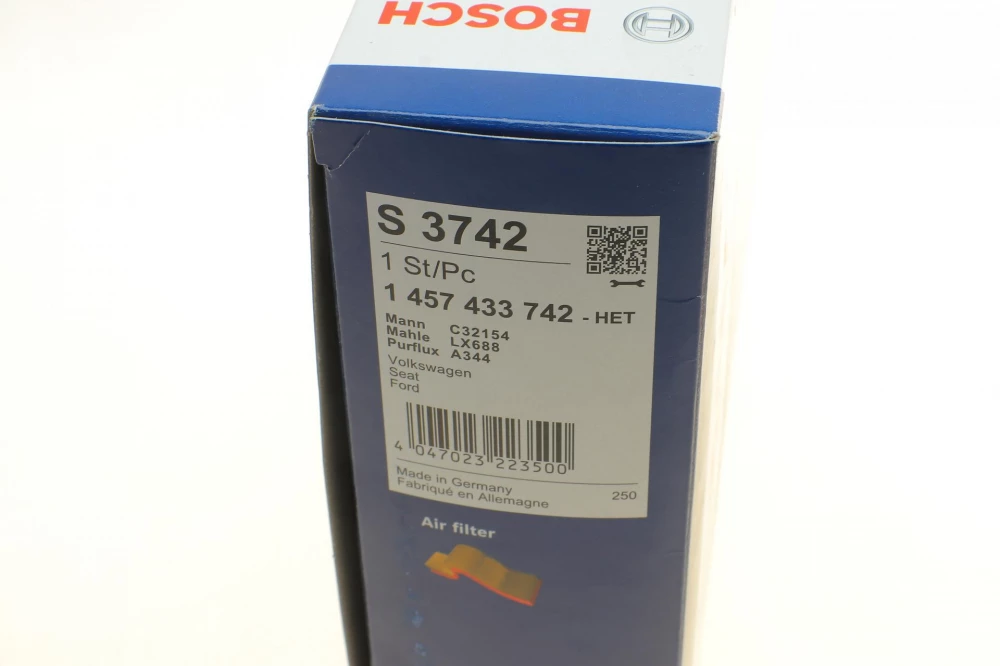 BOSCH
S 3742
1 St/Pc
1 457 433 742 - HET
Mann C32154
Mahle LX688
Purflux A344
Volkswagen
Seat
Ford
4 047023 223500
Made in Germany
Fabriqué en Allemagne
250
Air filter